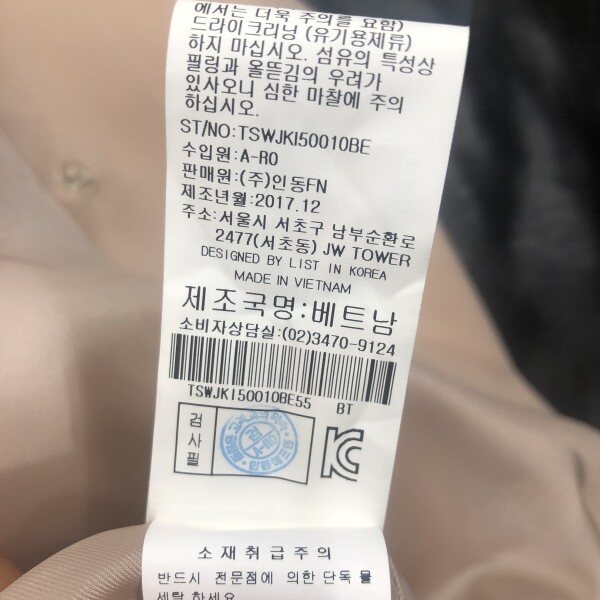 에서는 더욱 주의를 요함)
드라이크리닝 (유기용제류)
하지 마십시오. 섬유의 특성상
필링과 올뜯김의 우려가
있사오니 심한 마찰에 주의
하십시오.
ST/NO:TSWJKI50010BE
수입원:A-RO
판매원:(주)인동FN
제조년월:2017.12
주소:서울시 서초구 남부순환로
2477(서초동) JW TOWER
DESIGNED BY LIST IN KOREA
MADE IN VIETNAM
제조국명:베트남
소비자상담실:(02)3470-9124
TSWJKI50010BE55 BT
검사필
A-RO
소재취급주의
반드시 전문점에 의한 단독 물
세탁 하세요